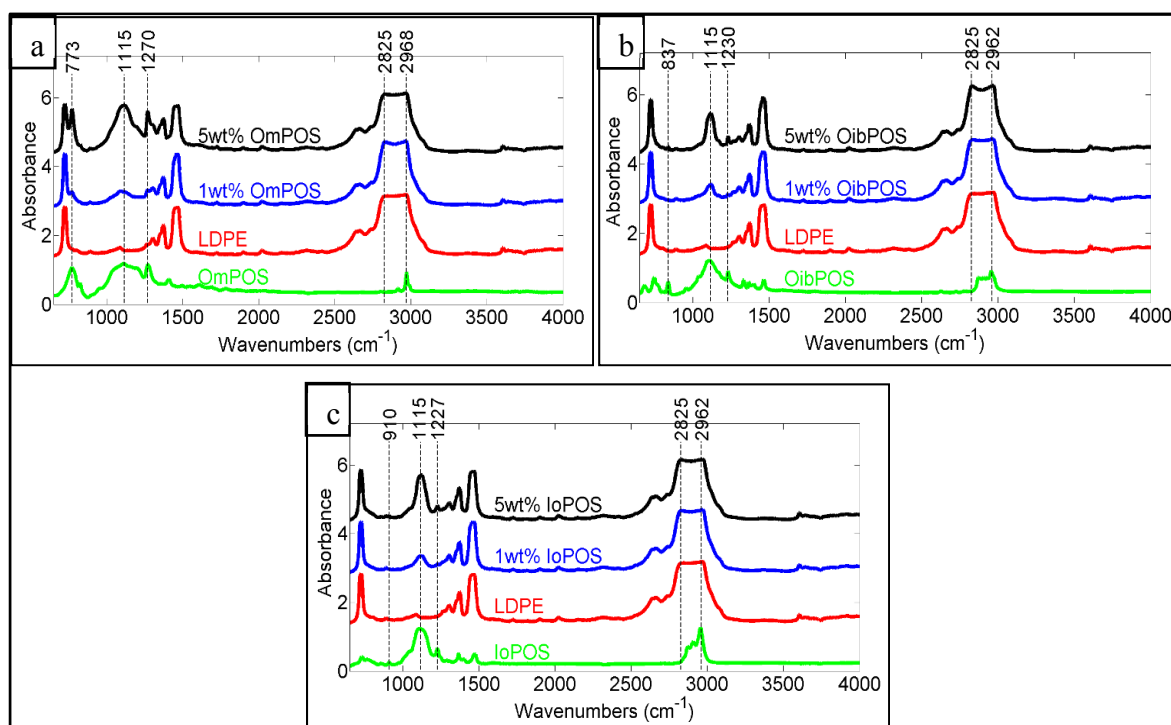 a
773
1115
1270
2825
2968
6
4
2
0
Absorbance
5wt% OmPOS
1wt% OmPOS
LDPE
OmPOS
1000 1500 2000 2500 3000 3500 4000
Wavenumbers (cm⁻¹)
b
837
1115
1230
2825
2962
6
4
2
0
Absorbance
5wt% OibPOS
1wt% OibPOS
LDPE
OibPOS
1000 1500 2000 2500 3000 3500 4000
Wavenumbers (cm⁻¹)
c
910
1115
1227
2825
2962
6
4
2
0
Absorbance
5wt% IoPOS
1wt% IoPOS
LDPE
IoPOS
1000 1500 2000 2500 3000 3500 4000
Wavenumbers (cm⁻¹)